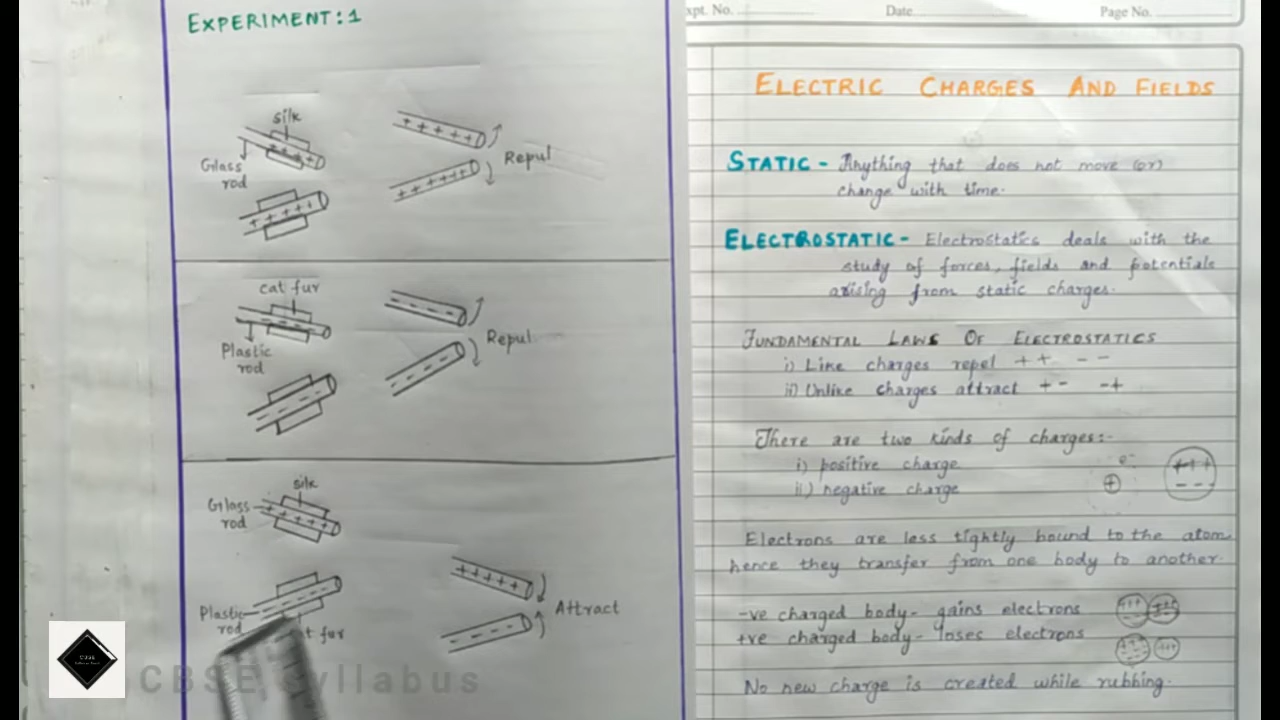 EXPERIMENT:1
silk
Glass
rod
Repul
cat fur
Plastic
rod
Repul
silk
Glass
rod
Plastic
rod
fur
Attract
CBSE Syllabus
CBSE
Expt. No.
Date
Page No.
ELECTRIC CHARGES AND FIELDS
STATIC - Anything that does not move (or)
change with time.
ELECTROSTATIC - Electrostatics deals with the
study of forces, fields and potentials
arising from static charges.
FUNDAMENTAL LAWS OF ELECTROSTATICS
i) Like charges repel + + - -
ii) Unlike charges attract + - - +
There are two kinds of charges:-
i) positive charge
ii) negative charge
e-
Electrons are less tightly bound to the atom,
hence they transfer from one body to another.
-ve charged body - gains electrons
+ve charged body - loses electrons
No new charge is created while rubbing.